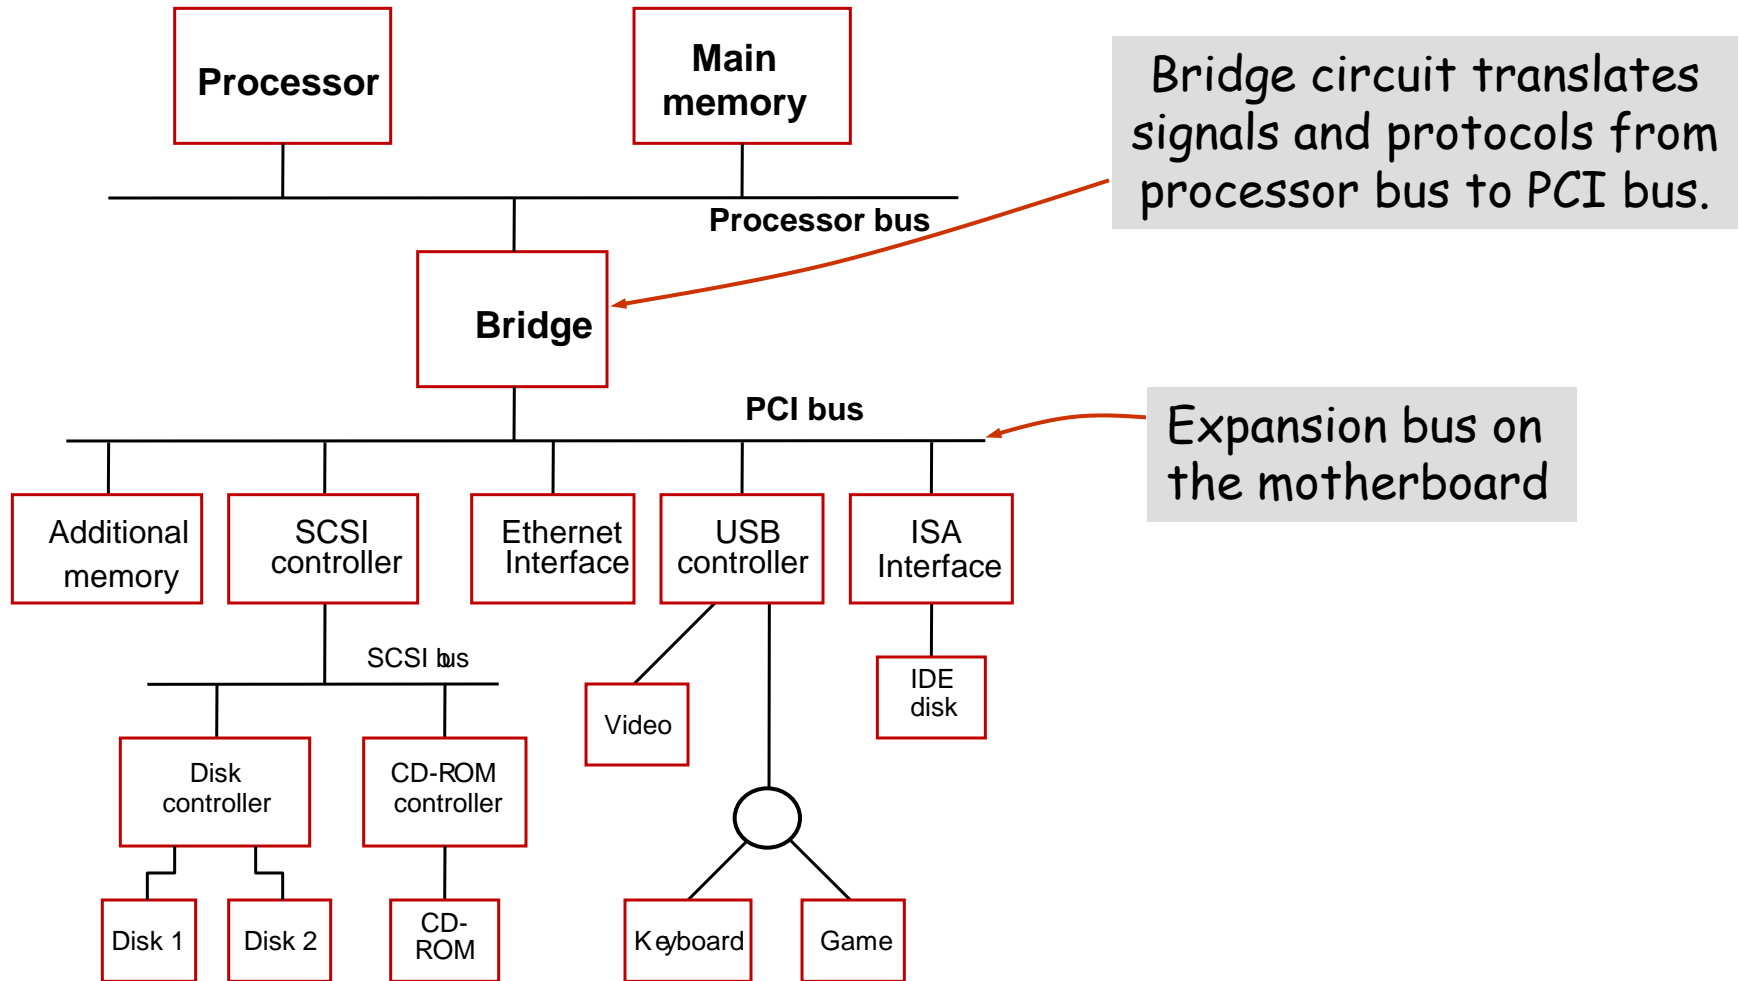 Processor
Main
memory
Bridge circuit translates
signals and protocols from
processor bus to PCI bus.
Processor bus
Bridge
PCI bus
Expansion bus on
the motherboard
Additional
memory
SCSI
controller
Ethernet
Interface
USB
controller
ISA
Interface
SCSI bus
IDE
disk
Video
Disk
controller
CD-ROM
controller
Disk 1
Disk 2
CD-
ROM
Keyboard
Game